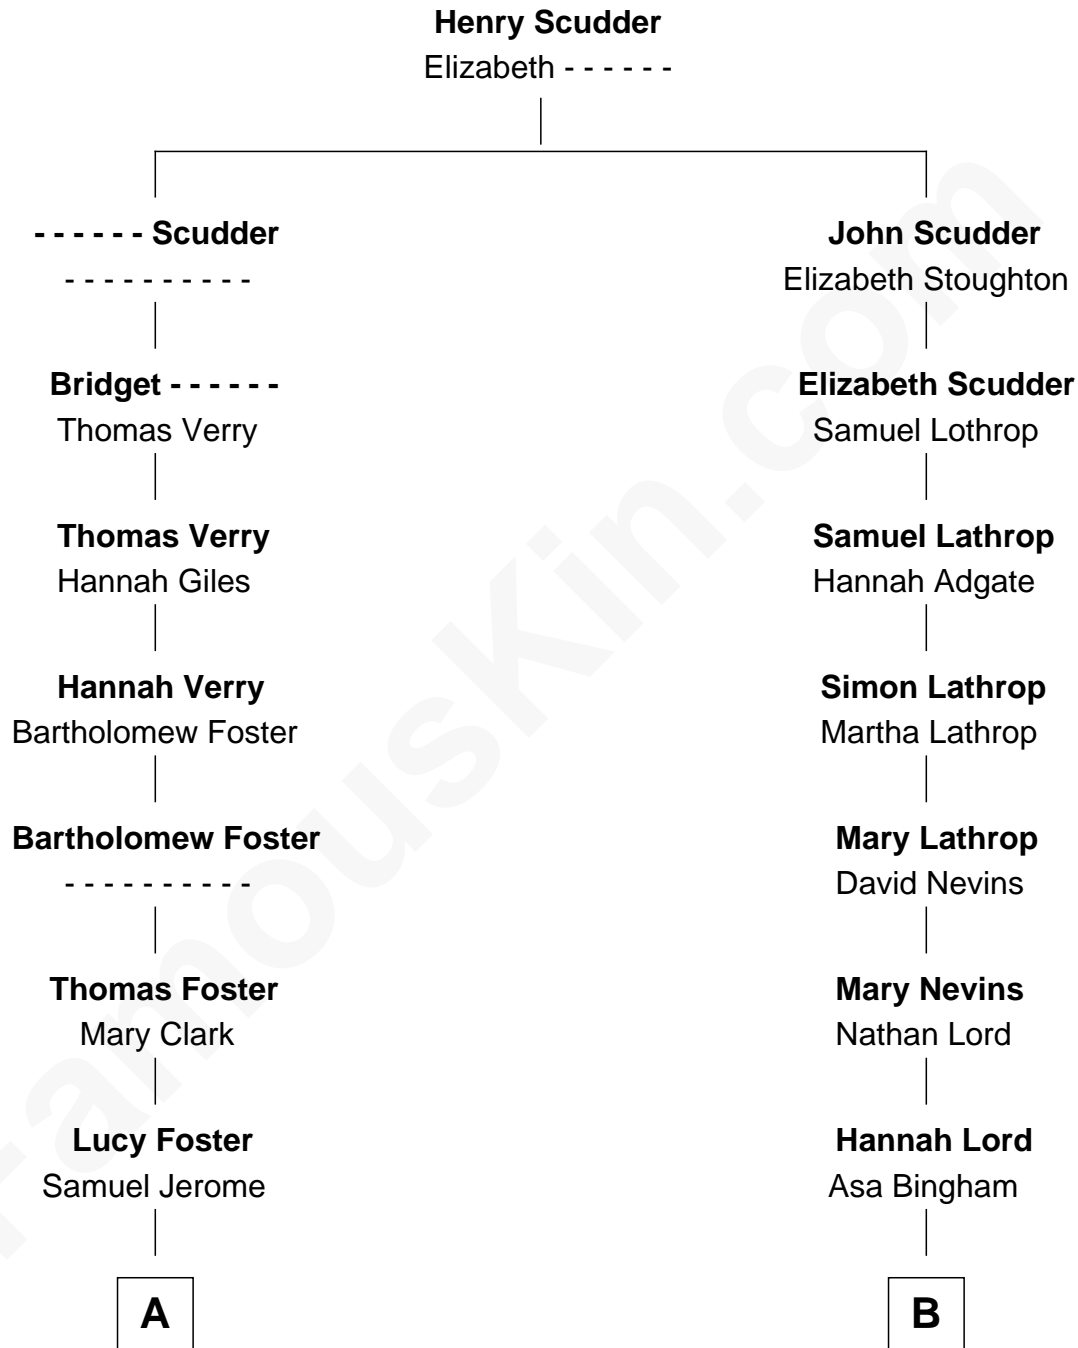 Henry Scudder
Elizabeth - - - - - -
- - - - - - Scudder
- - - - - - - - - -
John Scudder
Elizabeth Stoughton
Bridget - - - - - -
Thomas Verry
Elizabeth Scudder
Samuel Lothrop
Thomas Verry
Hannah Giles
Samuel Lathrop
Hannah Adgate
Hannah Verry
Bartholomew Foster
Simon Lathrop
Martha Lathrop
Bartholomew Foster
- - - - - - - - - -
Mary Lathrop
David Nevins
Thomas Foster
Mary Clark
Mary Nevins
Nathan Lord
Lucy Foster
Samuel Jerome
Hannah Lord
Asa Bingham
A
B
FamousKin.com